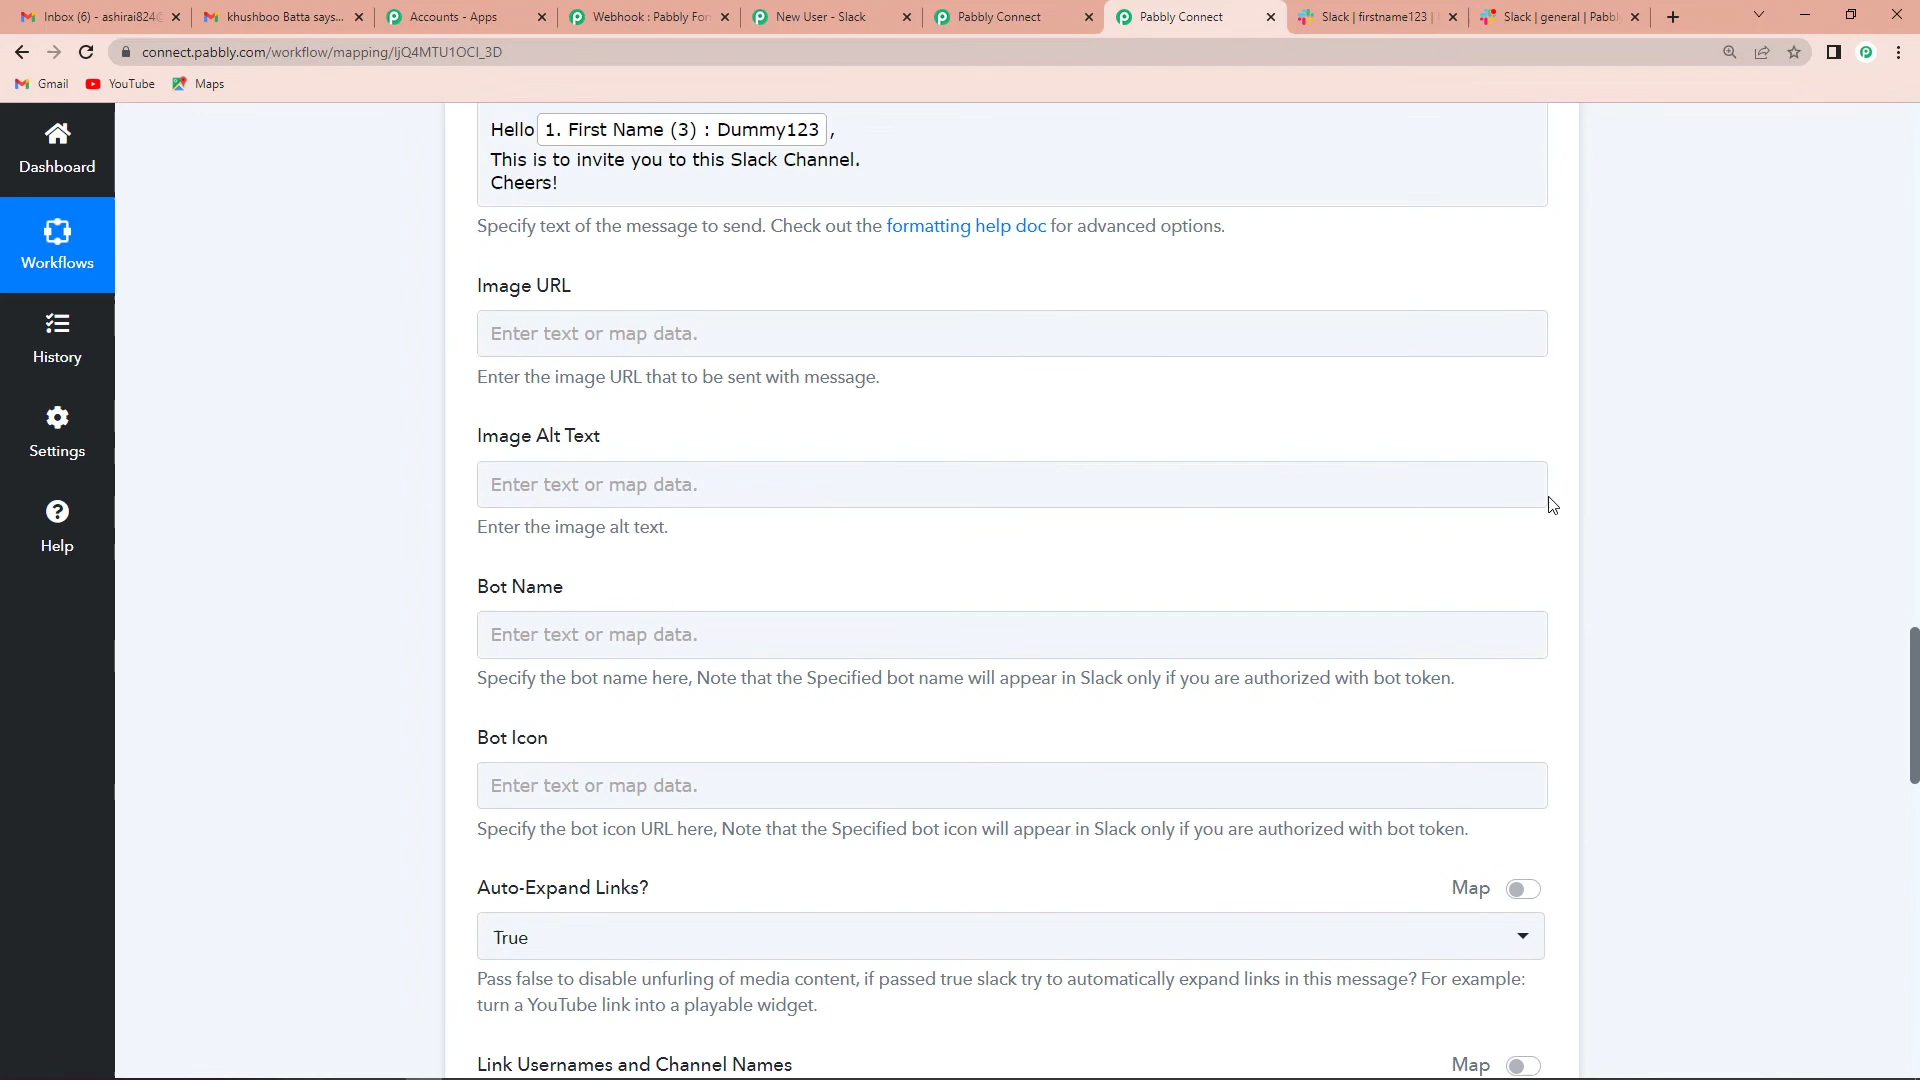 Inbox (6) - ashirai824@
khushboo Batta says...
Accounts - Apps
Webhook : Pabbly For
New User - Slack
Pabbly Connect
Pabbly Connect
Slack | firstname123 |
Slack | general | Pabbl
connect.pabbly.com/workflow/mapping/IjQ4MTU1OCI_3D
Gmail
YouTube
Maps
Dashboard
Workflows
History
Settings
Help
Hello 1. First Name (3) : Dummy123 ,
This is to invite you to this Slack Channel.
Cheers!
Specify text of the message to send. Check out the formatting help doc for advanced options.
Image URL
Enter text or map data.
Enter the image URL that to be sent with message.
Image Alt Text
Enter text or map data.
Enter the image alt text.
Bot Name
Enter text or map data.
Specify the bot name here, Note that the Specified bot name will appear in Slack only if you are authorized with bot token.
Bot Icon
Enter text or map data.
Specify the bot icon URL here, Note that the Specified bot icon will appear in Slack only if you are authorized with bot token.
Auto-Expand Links?
Map
True
Pass false to disable unfurling of media content, if passed true slack try to automatically expand links in this message? For example:
turn a YouTube link into a playable widget.
Link Usernames and Channel Names
Map